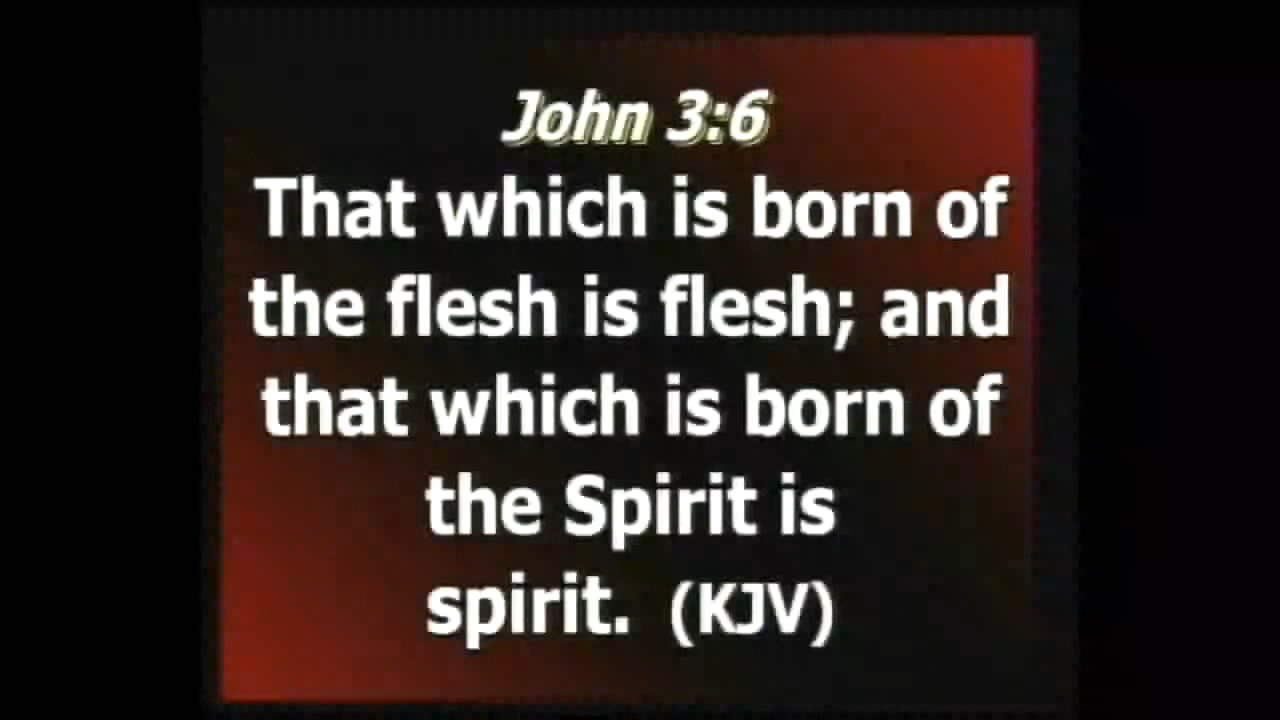 John 3:6
That which is born of
the flesh is flesh; and
that which is born of
the Spirit is
spirit. (KJV)